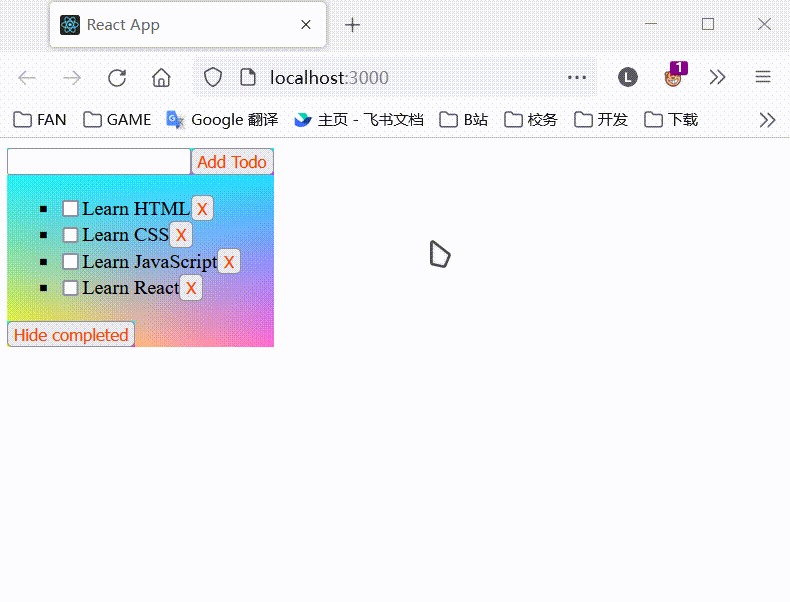 React App
localhost:3000
L
1
FAN GAME Google 翻译 主页 - 飞书文档 B站 校务 开发 下载
Add Todo
Learn HTML X
Learn CSS X
Learn JavaScript X
Learn React X
Hide completed